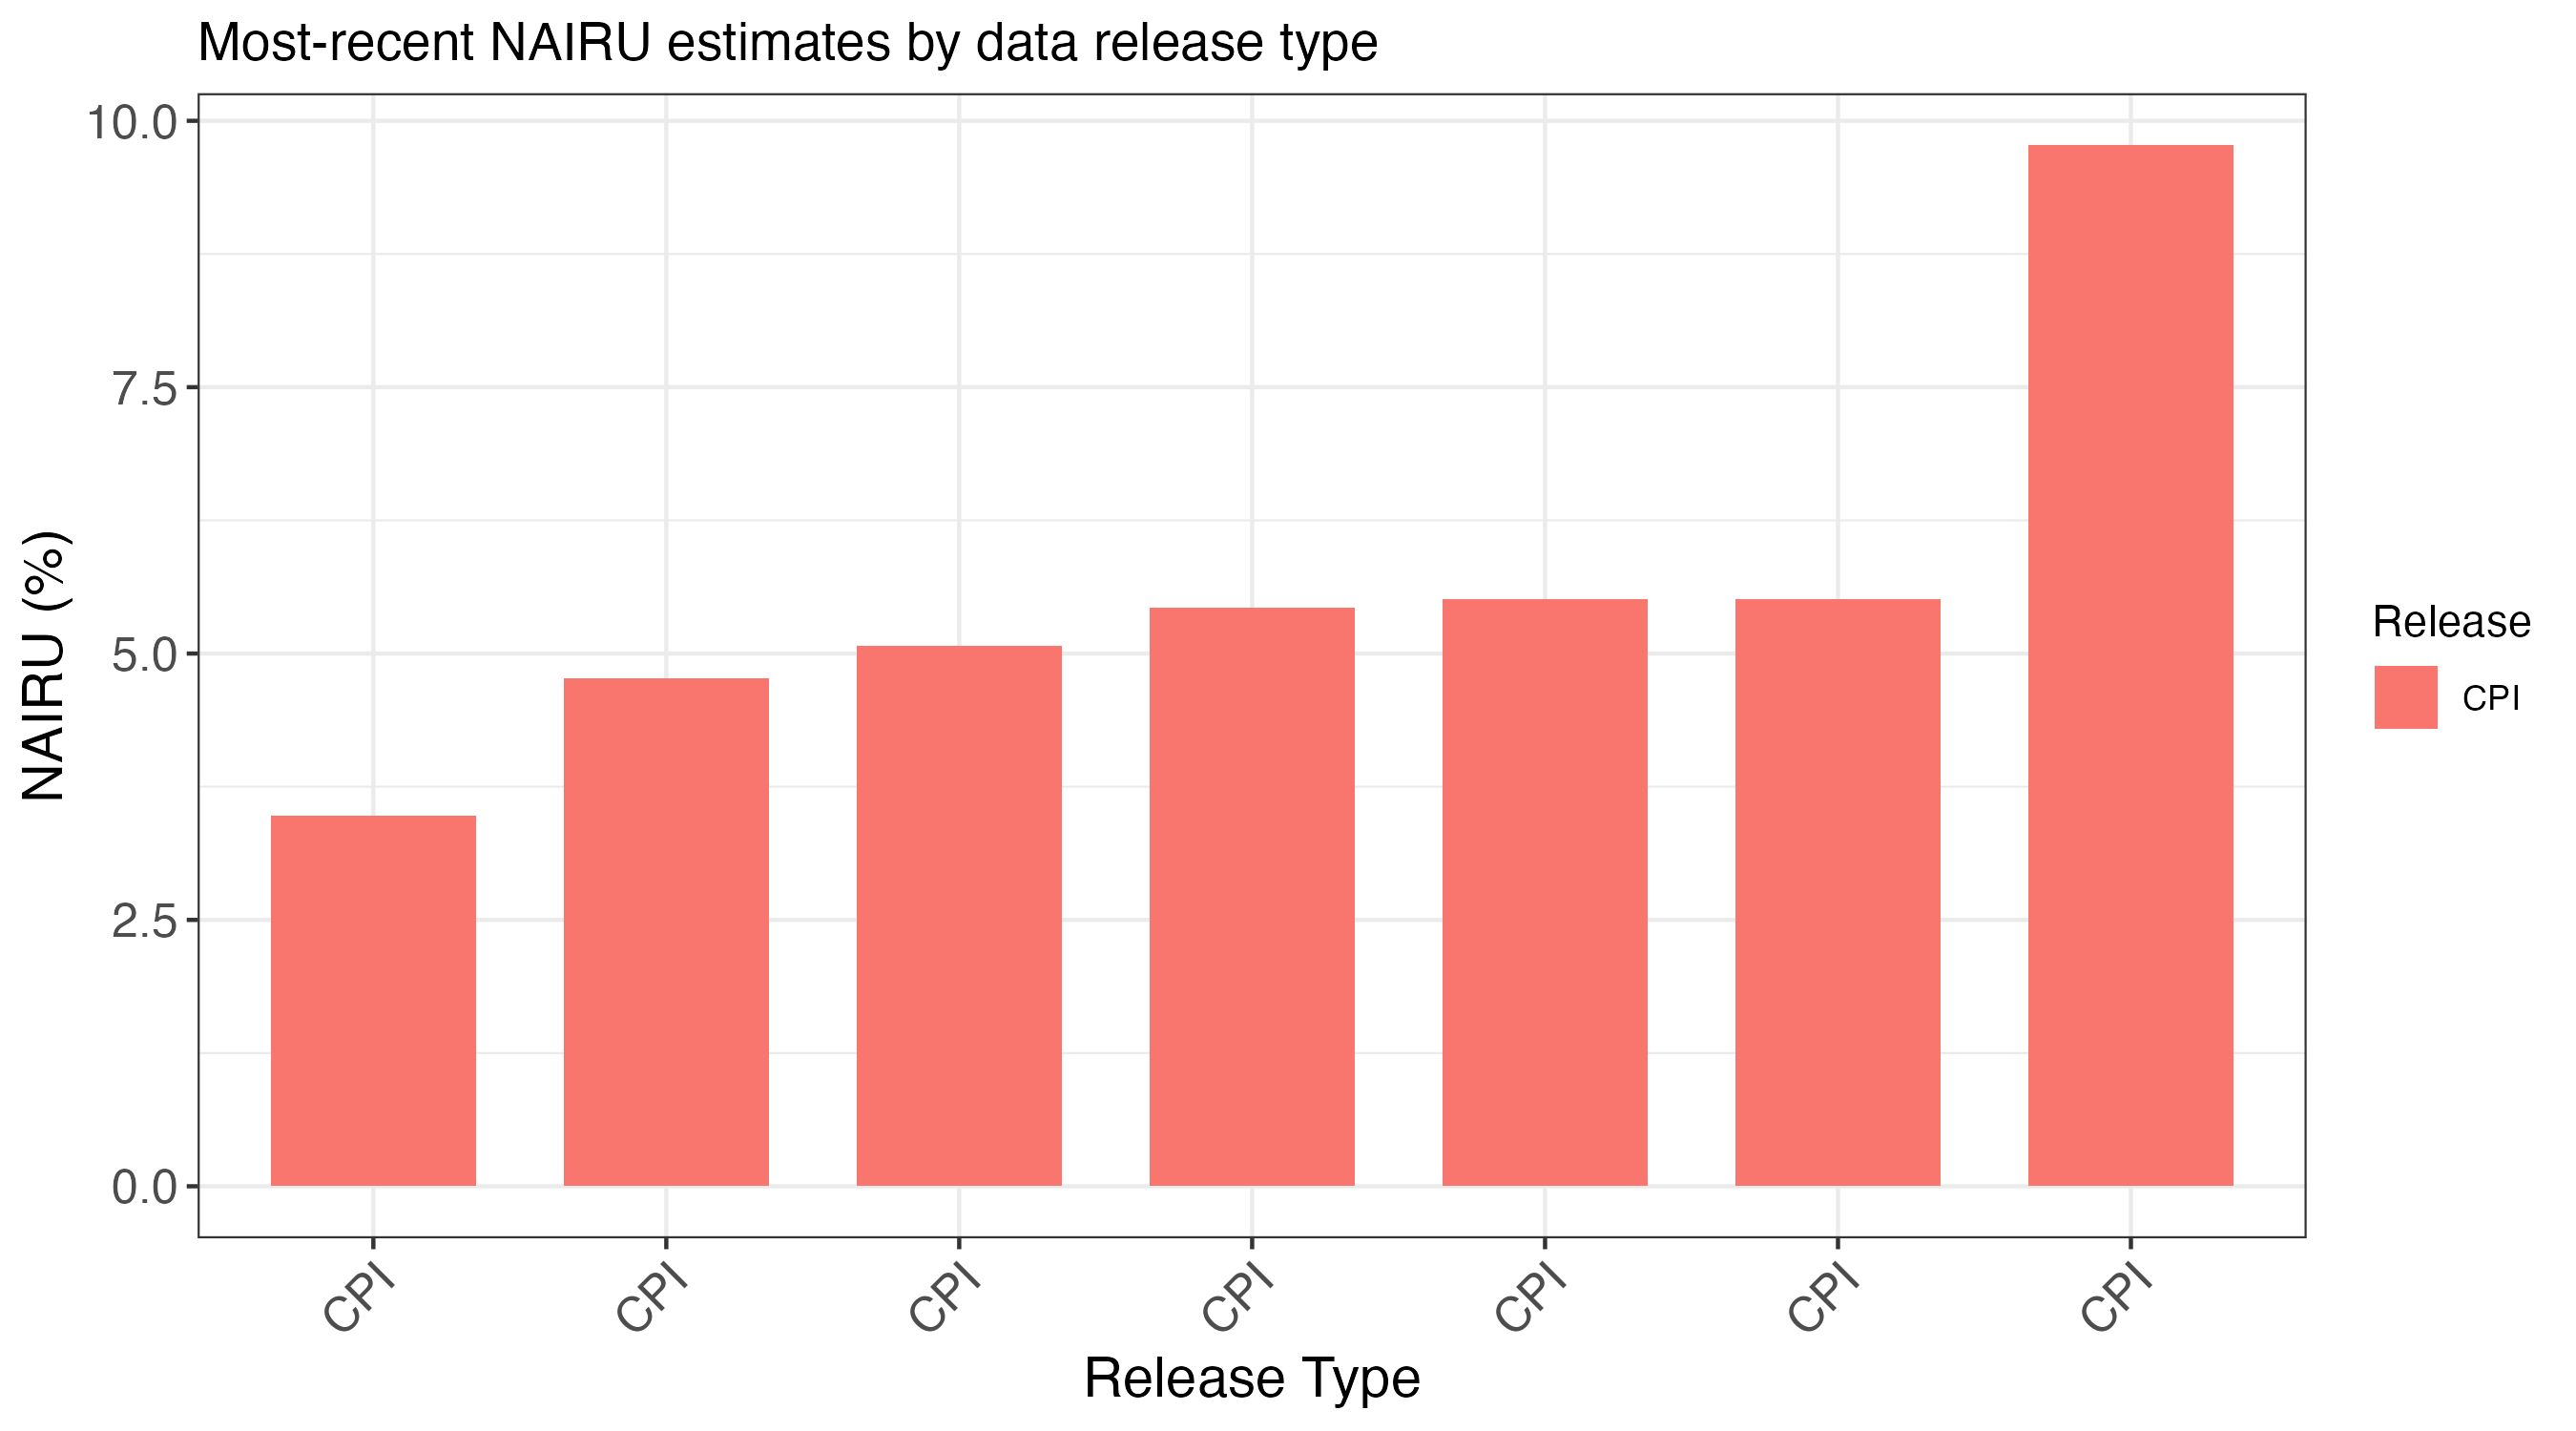 Most-recent NAIRU estimates by data release type
10.0
7.5
5.0
2.5
0.0
NAIRU (%)
CPI CPI CPI CPI CPI CPI CPI
Release Type
Release
CPI